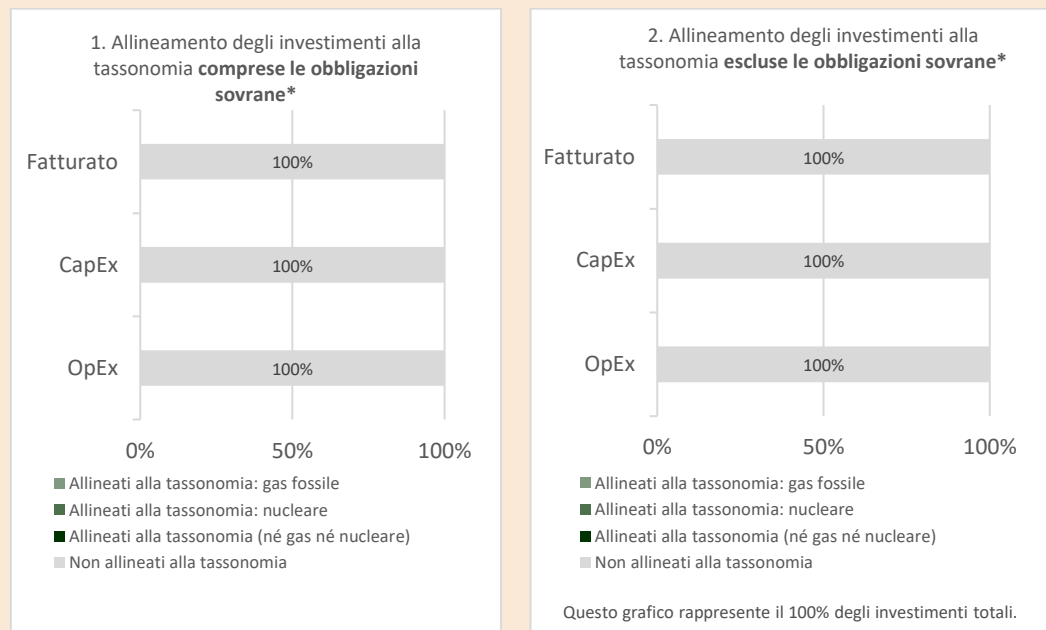 1. Allineamento degli investimenti alla
tassonomia comprese le obbligazioni
sovrane*
Fatturato
100%
CapEx
100%
OpEx
100%
0%
50%
100%
Allineati alla tassonomia: gas fossile
Allineati alla tassonomia: nucleare
Allineati alla tassonomia (né gas né nucleare)
Non allineati alla tassonomia
2. Allineamento degli investimenti alla
tassonomia escluse le obbligazioni sovrane*
Fatturato
100%
CapEx
100%
OpEx
100%
0%
50%
100%
Allineati alla tassonomia: gas fossile
Allineati alla tassonomia: nucleare
Allineati alla tassonomia (né gas né nucleare)
Non allineati alla tassonomia
Questo grafico rappresente il 100% degli investimenti totali.